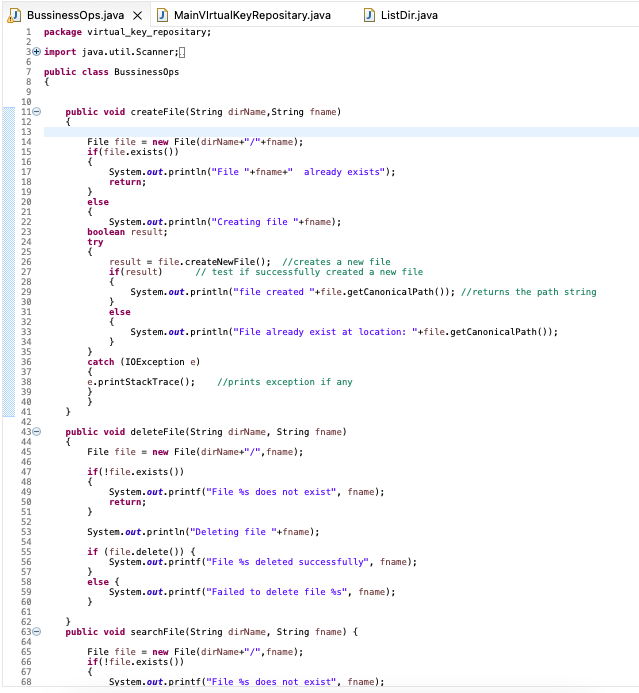 BussinessOps.java MainVIrtualKeyRepositary.java ListDir.java
1 package virtual_key_repositary;
2
3 import java.util.Scanner;
6
7 public class BussinessOps
8 {
9
10
11 public void createFile(String dirName,String fname)
12 {
13
14 File file = new File(dirName+"/"+fname);
15 if(file.exists())
16 {
17 System.out.println("File "+fname+"  already exists");
18 return;
19 }
20 else
21 {
22 System.out.println("Creating file "+fname);
23 boolean result;
24 try
25 {
26 result = file.createNewFile();  //creates a new file
27 if(result)      // test if successfully created a new file
28 {
29 System.out.println("file created "+file.getCanonicalPath()); //returns the path string
30 }
31 else
32 {
33 System.out.println("File already exist at location: "+file.getCanonicalPath());
34 }
35 }
36 catch (IOException e)
37 {
38 e.printStackTrace();    //prints exception if any
39 }
40 }
41 }
42
43 public void deleteFile(String dirName, String fname)
44 {
45 File file = new File(dirName+"/",fname);
46
47 if(!file.exists())
48 {
49 System.out.printf("File %s does not exist", fname);
50 return;
51 }
52
53 System.out.println("Deleting file "+fname);
54
55 if (file.delete()) {
56 System.out.printf("File %s deleted successfully", fname);
57 }
58 else {
59 System.out.printf("Failed to delete file %s", fname);
60 }
61
62 }
63 public void searchFile(String dirName, String fname) {
64
65 File file = new File(dirName+"/",fname);
66 if(!file.exists())
67 {
68 System.out.printf("File %s does not exist", fname);